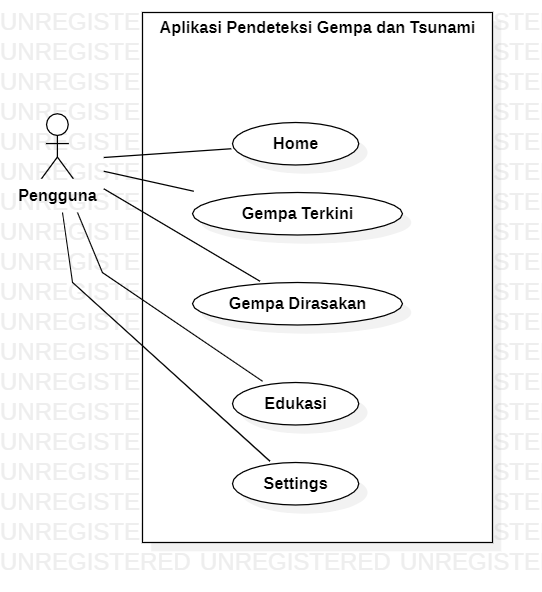 Aplikasi Pendeteksi Gempa dan Tsunami
Home
Pengguna
Gempa Terkini
Gempa Dirasakan
Edukasi
Settings
UNREGISTERED UNREGISTERED UNREGISTE